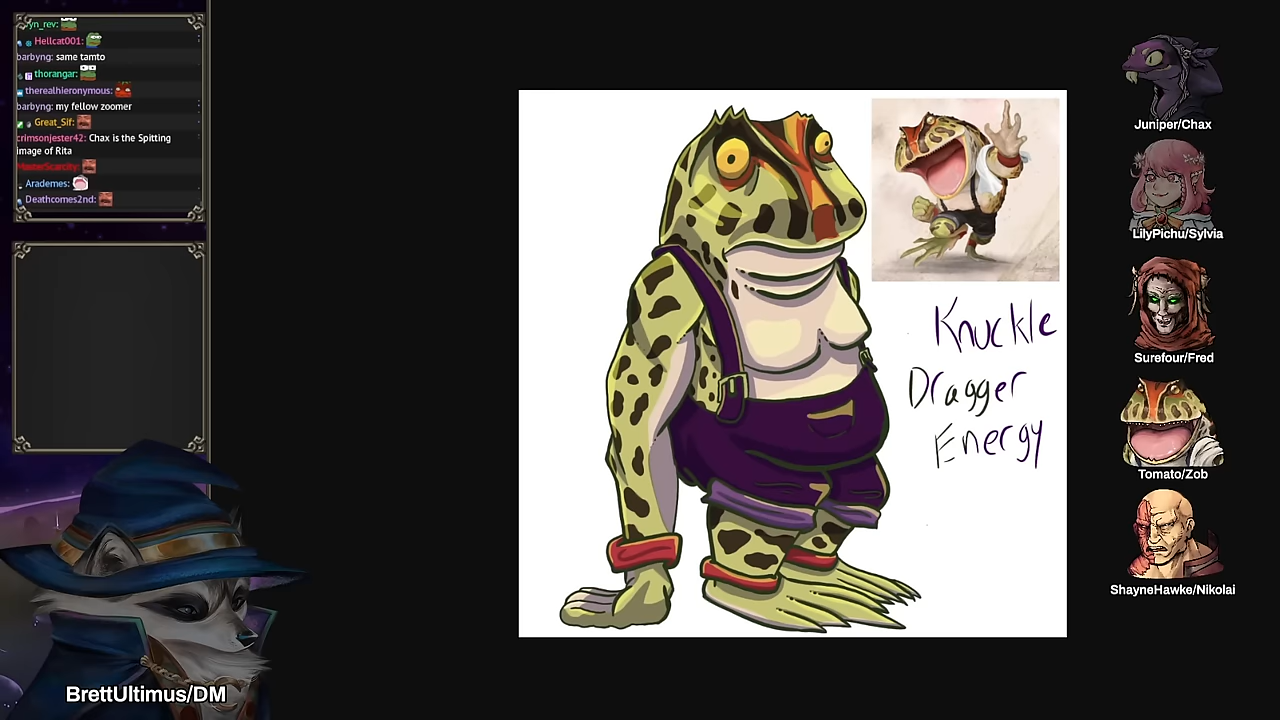 yn_rev:
Hellcat001:
barbyng: same tamto
thorangar:
therealhieronymous:
barbyng: my fellow zoomer
Great_Sif:
crimsonjester42: Chax is the Spitting
image of Rita
MasterScarcity:
Arademes:
Deathcomes2nd:
BrettUltimus/DM
Knuckle
Dragger
Energy
Juniper/Chax
LilyPichu/Sylvia
Surefour/Fred
Tomato/Zob
ShayneHawke/Nikolai